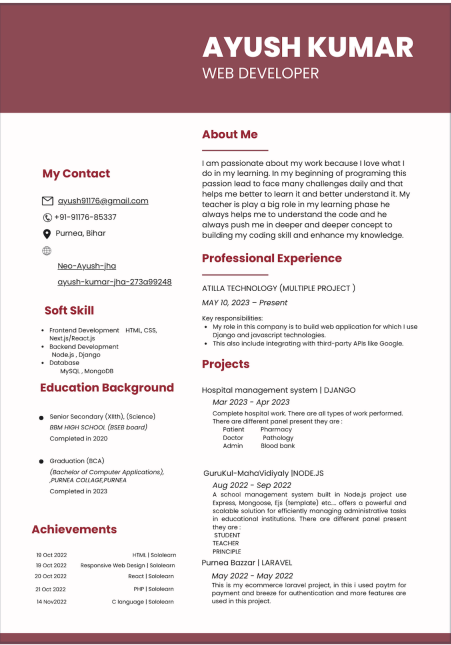 AYUSH KUMAR
WEB DEVELOPER
My Contact
ayush91176@gmail.com
+91-91176-85337
Purnea, Bihar
Neo-Ayush-jha
ayush-kumar-jha-273a99248
Soft Skill
Frontend Development HTML, CSS,
Next.js/React.js
Backend Development
Node.js , Django
Database
MySQL , MongoDB
Education Background
Senior Secondary (XIIth), (Science)
BBM HIGH SCHOOL (BSEB board)
Completed in 2020
Graduation (BCA)
(Bachelor of Computer Applications),
,PURNEA COLLAGE,PURNEA
Completed in 2023
Achievements
19 Oct 2022 HTML | Sololearn
19 Oct 2022 Responsive Web Design | Sololearn
20 Oct 2022 React | Sololearn
21 Oct 2022 PHP | Sololearn
14 Nov2022 C language | Sololearn
About Me
I am passionate about my work because I love what I
do in my learning. In my beginning of programing this
passion lead to face many challenges daily and that
helps me better to learn it and better understand it. My
teacher is play a big role in my learning phase he
always helps me to understand the code and he
always push me in deeper and deeper concept to
building my coding skill and enhance my knowledge.
Professional Experience
ATILLA TECHNOLOGY (MULTIPLE PROJECT )
MAY 10, 2023 – Present
Key responsibilities:
My role in this company is to build web application for which I use
Django and javascript technologies.
This also include integrating with third-party APIs like Google.
Projects
Hospital management system | DJANGO
Mar 2023 - Apr 2023
Complete hospital work. There are all types of work performed.
There are different panel present they are :
Patient Pharmacy
Doctor Pathology
Admin Blood bank
GuruKul-MahaVidiyaly |NODE.JS
Aug 2022 - Sep 2022
A school management system built in Node.js project use
Express, Mongoose, Ejs (template) etc.... offers a powerful and
scalable solution for efficiently managing administrative tasks
in educational institutions. There are different panel present
they are :
STUDENT
TEACHER
PRINCIPLE
Purnea Bazzar | LARAVEL
May 2022 - May 2022
This is my ecommerce laravel project, in this i used paytm for
payment and breeze for authentication and more features are
used in this project.